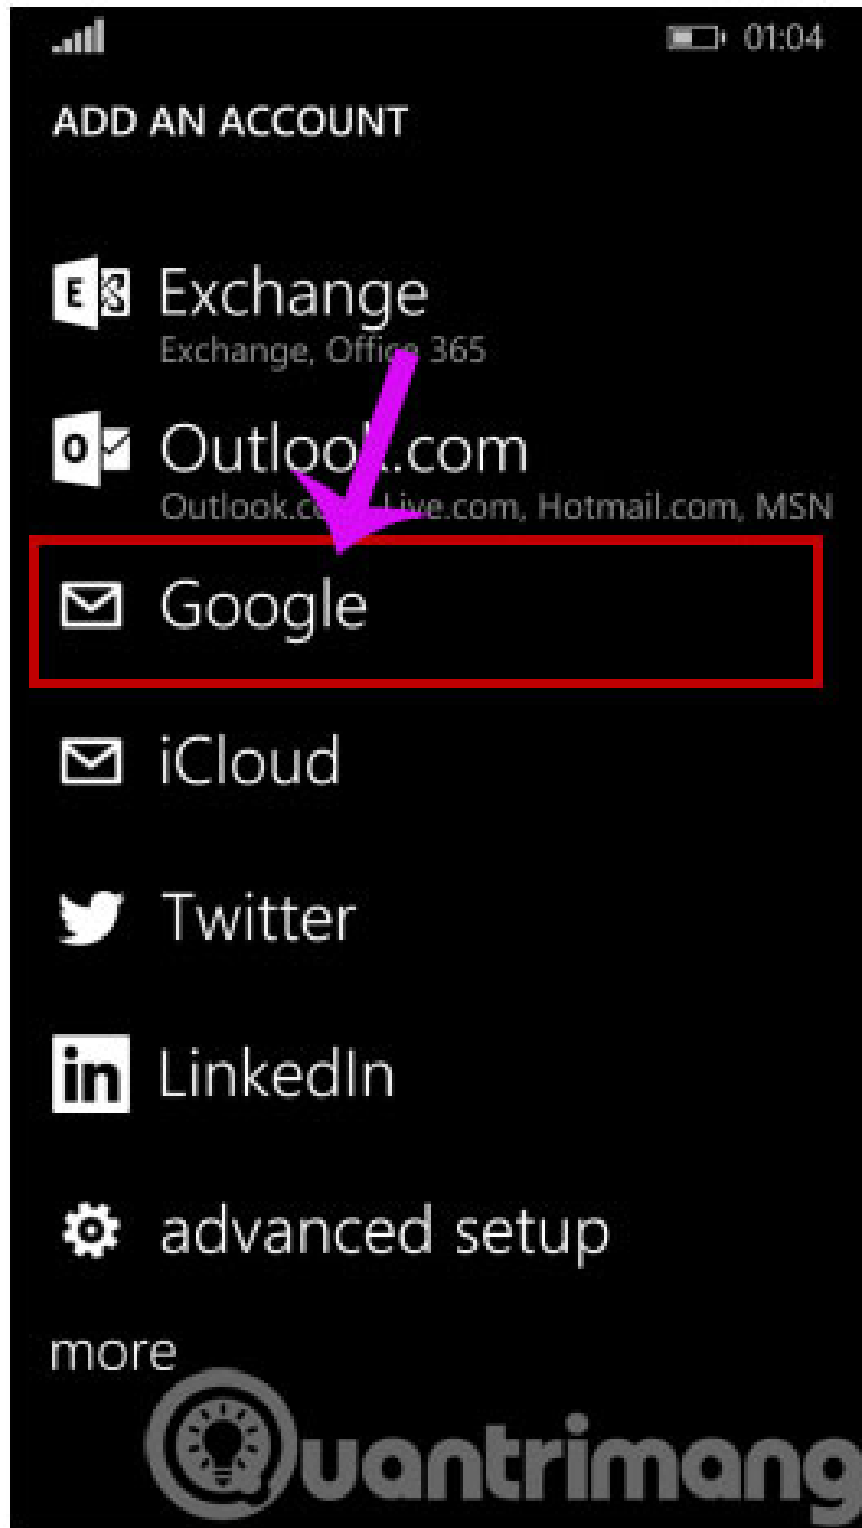 01:04
ADD AN ACCOUNT
E
Exchange
Exchange, Office 365
O
Outlook.com
Outlook.com, Live.com, Hotmail.com, MSN
Google
iCloud
Twitter
in LinkedIn
advanced setup
more
Quantrimang